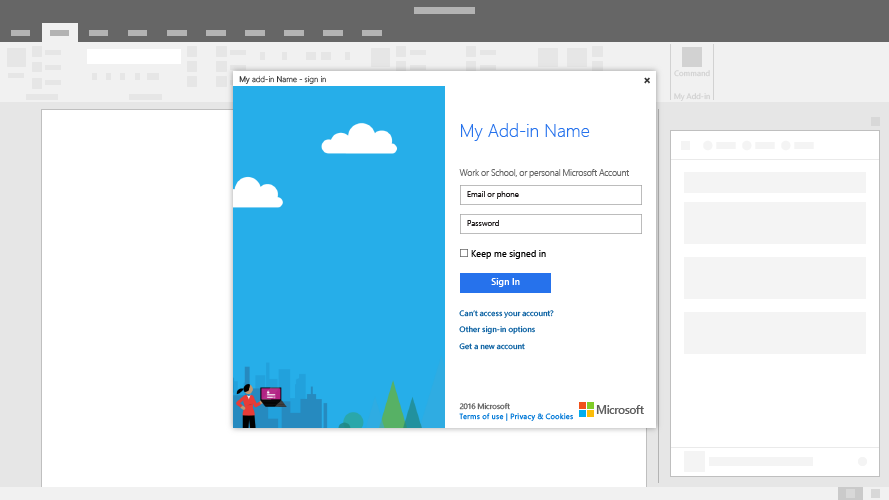 Command
My Add-in
My add-in Name - sign in
My Add-in Name
Work or School, or personal Microsoft Account
Email or phone
Password
Keep me signed in
Sign In
Can't access your account?
Other sign-in options
Get a new account
2016 Microsoft
Terms of use | Privacy & Cookies
Microsoft